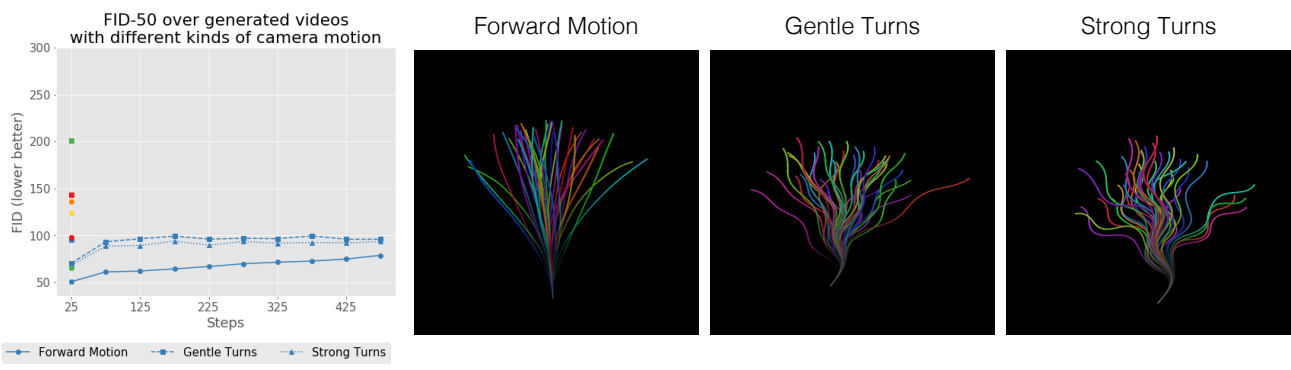 FID-50 over generated videos
with different kinds of camera motion
FID (lower better)
300
250
200
150
100
50
25
125
225
325
425
Steps
Forward Motion
Gentle Turns
Strong Turns
Forward Motion
Gentle Turns
Strong Turns